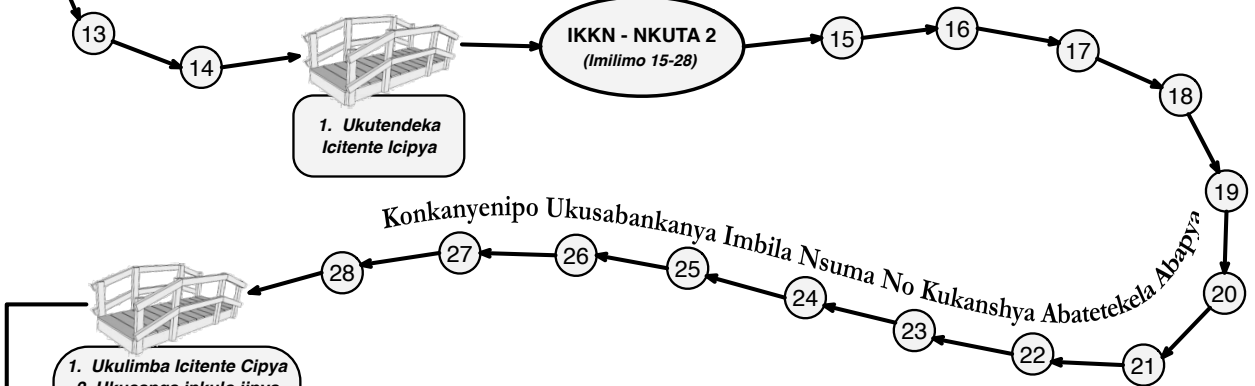 13
14
1. Ukutendeka
Icitente Icipya
IKKN - NKUTA 2
(Imilimo 15-28)
15
16
17
18
19
20
21
22
23
24
25
26
27
28
Konkanyenipo Ukusabankanya Imbila Nsuma No Kukanshya Abatetekela Abapya
1. Ukulimba Icitente Cipya